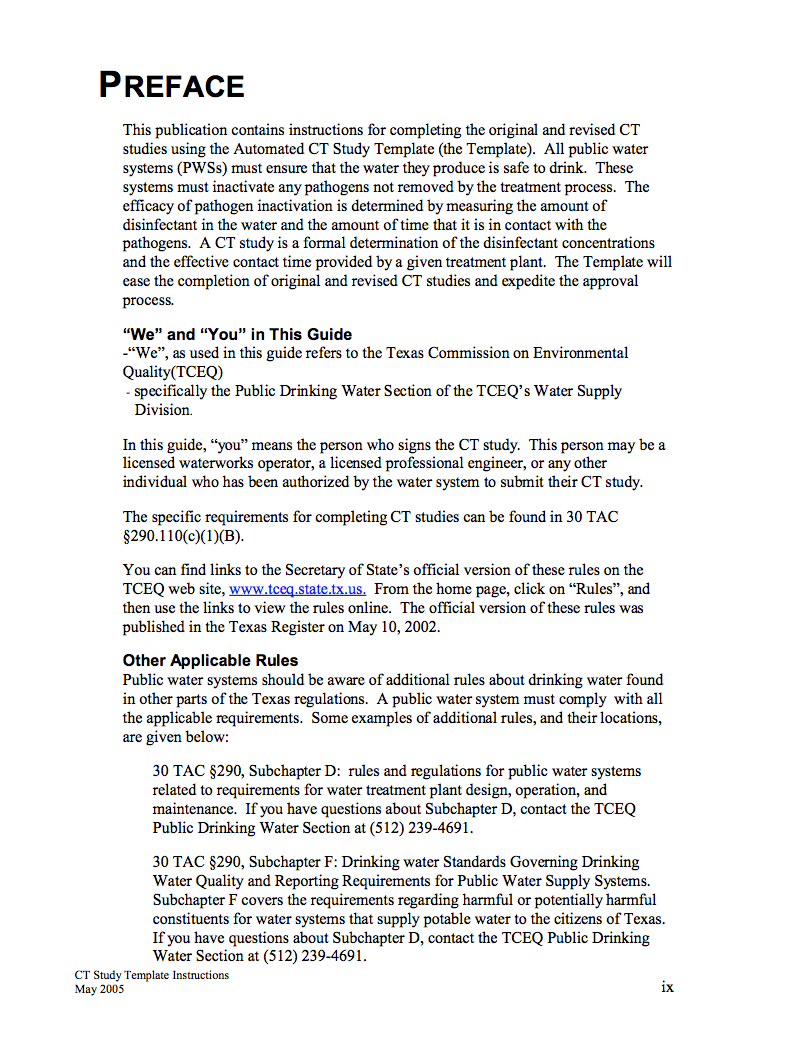 PREFACE
This publication contains instructions for completing the original and revised CT
studies using the Automated CT Study Template (the Template).  All public water
systems (PWSs) must ensure that the water they produce is safe to drink.  These
systems must inactivate any pathogens not removed by the treatment process.  The
efficacy of pathogen inactivation is determined by measuring the amount of
disinfectant in the water and the amount of time that it is in contact with the
pathogens.  A CT study is a formal determination of the disinfectant concentrations
and the effective contact time provided by a given treatment plant.  The Template will
ease the completion of original and revised CT studies and expedite the approval
process.
“We” and “You” in This Guide
-“We”, as used in this guide refers to the Texas Commission on Environmental
Quality(TCEQ)
- specifically the Public Drinking Water Section of the TCEQ’s Water Supply
Division.
In this guide, “you” means the person who signs the CT study.  This person may be a
licensed waterworks operator, a licensed professional engineer, or any other
individual who has been authorized by the water system to submit their CT study.
The specific requirements for completing CT studies can be found in 30 TAC
§290.110(c)(1)(B).
You can find links to the Secretary of State’s official version of these rules on the
TCEQ web site, www.tceq.state.tx.us.  From the home page, click on “Rules”, and
then use the links to view the rules online.  The official version of these rules was
published in the Texas Register on May 10, 2002.
Other Applicable Rules
Public water systems should be aware of additional rules about drinking water found
in other parts of the Texas regulations.  A public water system must comply  with all
the applicable requirements.  Some examples of additional rules, and their locations,
are given below:
30 TAC §290, Subchapter D:  rules and regulations for public water systems
related to requirements for water treatment plant design, operation, and
maintenance.  If you have questions about Subchapter D, contact the TCEQ
Public Drinking Water Section at (512) 239-4691.
30 TAC §290, Subchapter F: Drinking water Standards Governing Drinking
Water Quality and Reporting Requirements for Public Water Supply Systems.
Subchapter F covers the requirements regarding harmful or potentially harmful
constituents for water systems that supply potable water to the citizens of Texas.
If you have questions about Subchapter D, contact the TCEQ Public Drinking
Water Section at (512) 239-4691.
CT Study Template Instructions
May 2005
ix